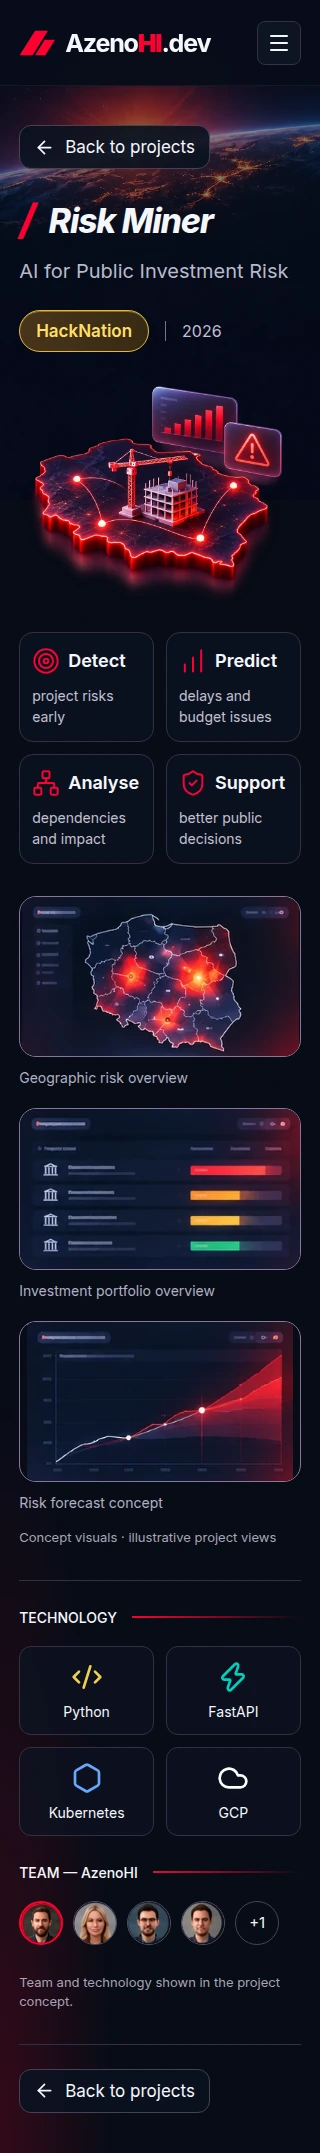 AzenoHI.dev
Back to projects
/ Risk Miner
AI for Public Investment Risk
HackNation
2026
Detect
project risks
early
Predict
delays and
budget issues
Analyse
dependencies
and impact
Support
better public
decisions
Geographic risk overview
Investment portfolio overview
Risk forecast concept
Concept visuals · illustrative project views
TECHNOLOGY
Python
FastAPI
Kubernetes
GCP
TEAM — AzenoHI
+1
Team and technology shown in the project
concept.
Back to projects